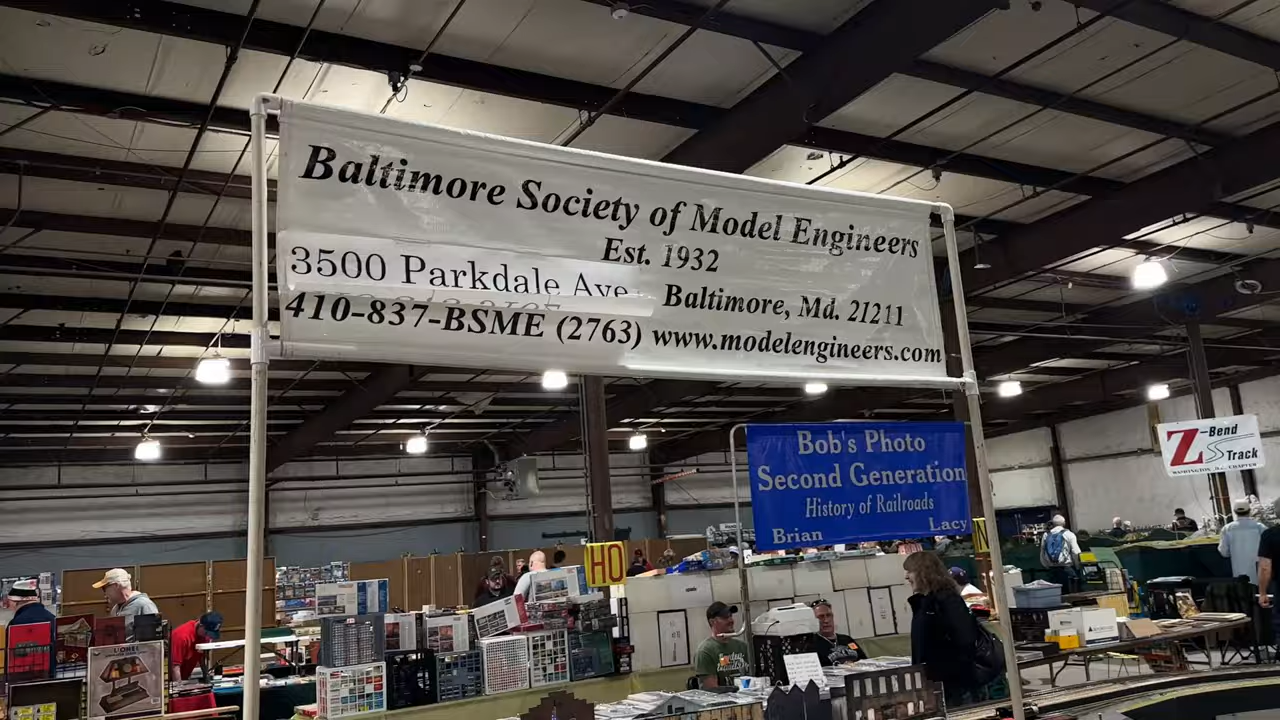 Baltimore Society of Model Engineers
Est. 1932
3500 Parkdale Ave.
Baltimore, Md. 21211
410-837-BSME (2763) www.modelengineers.com
Bob's Photo
Second Generation
History of Railroads
Brian Lacy
Z-Bend
Track
HO
N
LIONEL